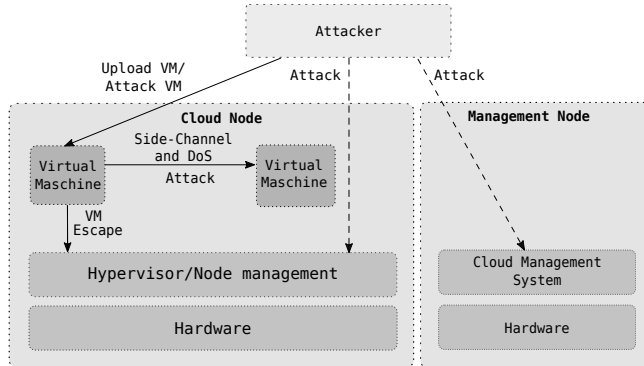 Attacker
Upload VM/
Attack VM
Attack
Attack
Cloud Node
Management Node
Side-Channel
and DoS
Attack
Virtual
Maschine
Virtual
Maschine
VM
Escape
Hypervisor/Node management
Cloud Management
System
Hardware
Hardware